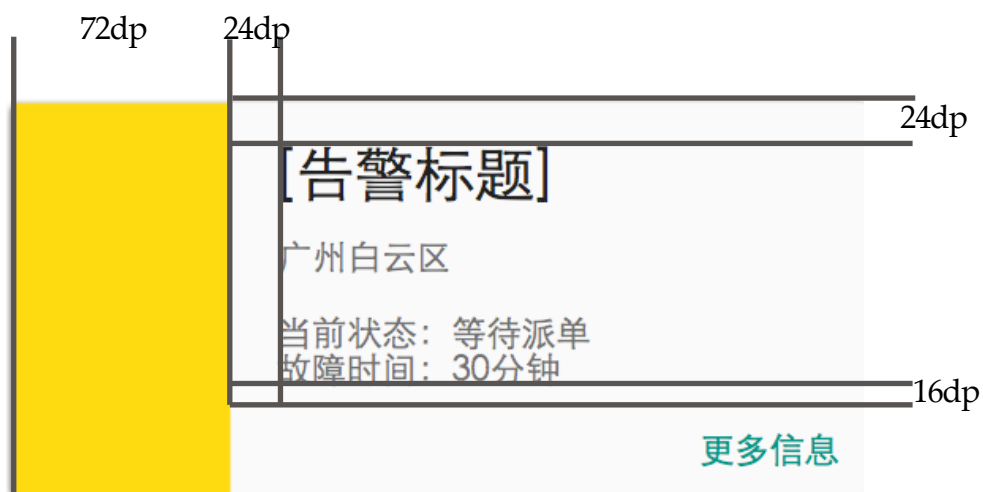 72dp 24dp
24dp
[告警标题]
广州白云区
当前状态：等待派单
故障时间：30分钟
16dp
更多信息